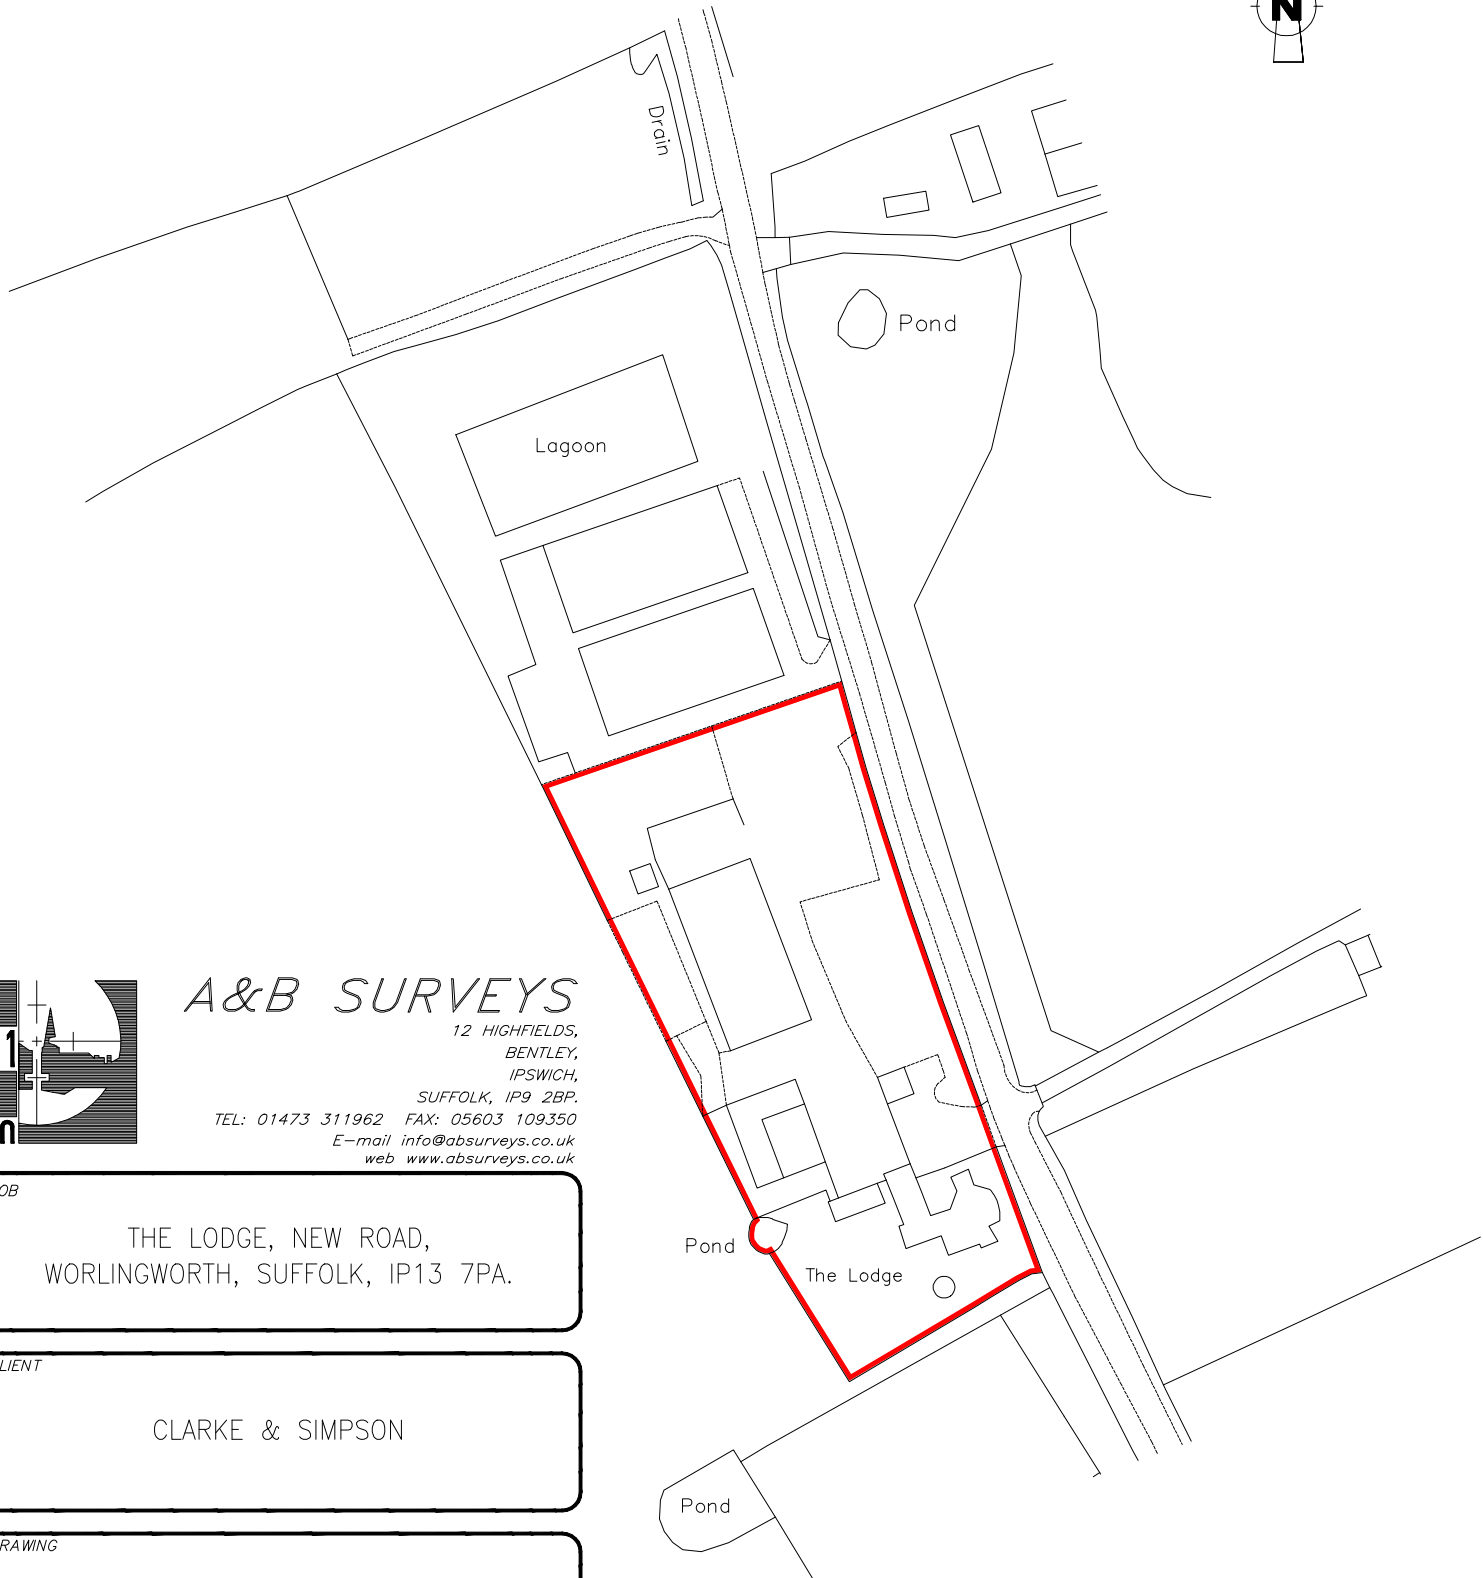 N
Drain
Pond
Lagoon
A&B SURVEYS
12 HIGHFIELDS,
BENTLEY,
IPSWICH,
SUFFOLK, IP9 2BP.
TEL: 01473 311962 FAX: 05603 109350
E-mail info@absurveys.co.uk
web www.absurveys.co.uk
1
n
OB
THE LODGE, NEW ROAD,
WORLINGWORTH, SUFFOLK, IP13 7PA.
Pond
The Lodge
LIENT
CLARKE & SIMPSON
Pond
RAWING